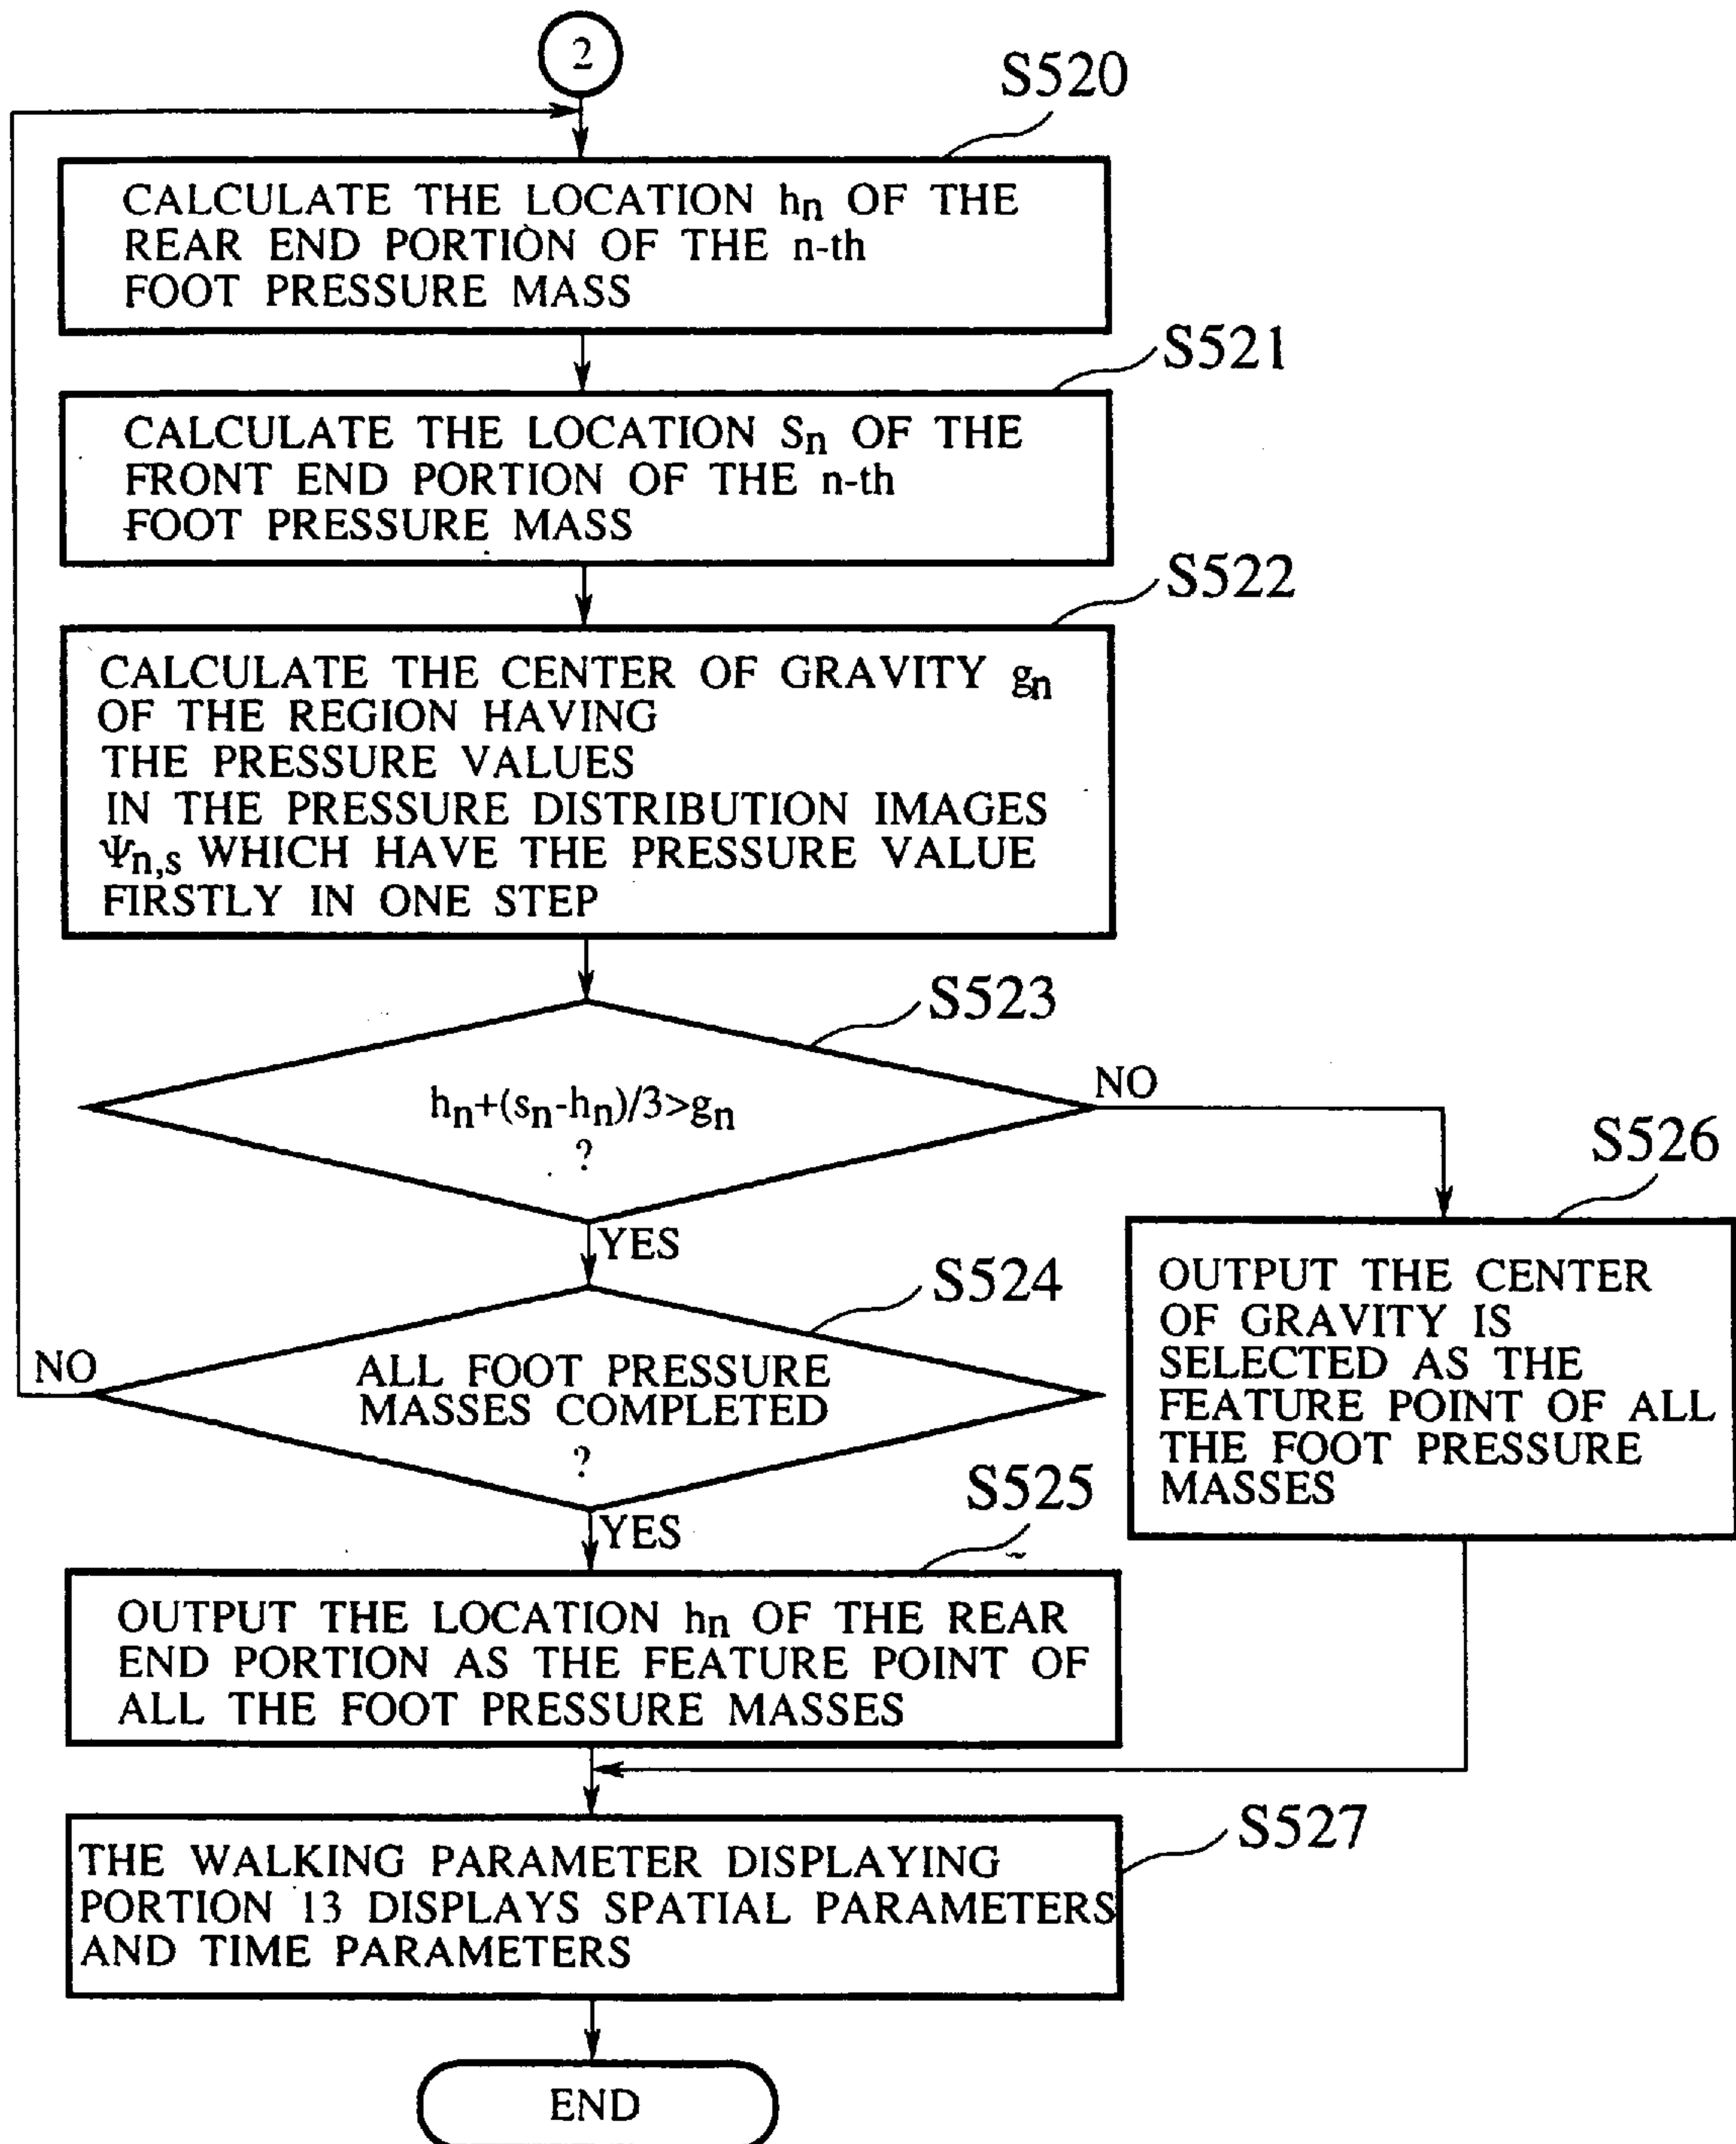 2
S520
CALCULATE THE LOCATION hn OF THE
REAR END PORTION OF THE n-th
FOOT PRESSURE MASS
S521
CALCULATE THE LOCATION Sn OF THE
FRONT END PORTION OF THE n-th
FOOT PRESSURE MASS
S522
CALCULATE THE CENTER OF GRAVITY gn
OF THE REGION HAVING
THE PRESSURE VALUES
IN THE PRESSURE DISTRIBUTION IMAGES
Ψn,s WHICH HAVE THE PRESSURE VALUE
FIRSTLY IN ONE STEP
S523
hn+(sn-hn)/3>gn
?
NO
YES
S526
OUTPUT THE CENTER
OF GRAVITY IS
SELECTED AS THE
FEATURE POINT OF ALL
THE FOOT PRESSURE
MASSES
S524
ALL FOOT PRESSURE
MASSES COMPLETED
?
NO
YES
S525
OUTPUT THE LOCATION hn OF THE REAR
END PORTION AS THE FEATURE POINT OF
ALL THE FOOT PRESSURE MASSES
S527
THE WALKING PARAMETER DISPLAYING
PORTION 13 DISPLAYS SPATIAL PARAMETERS
AND TIME PARAMETERS
END